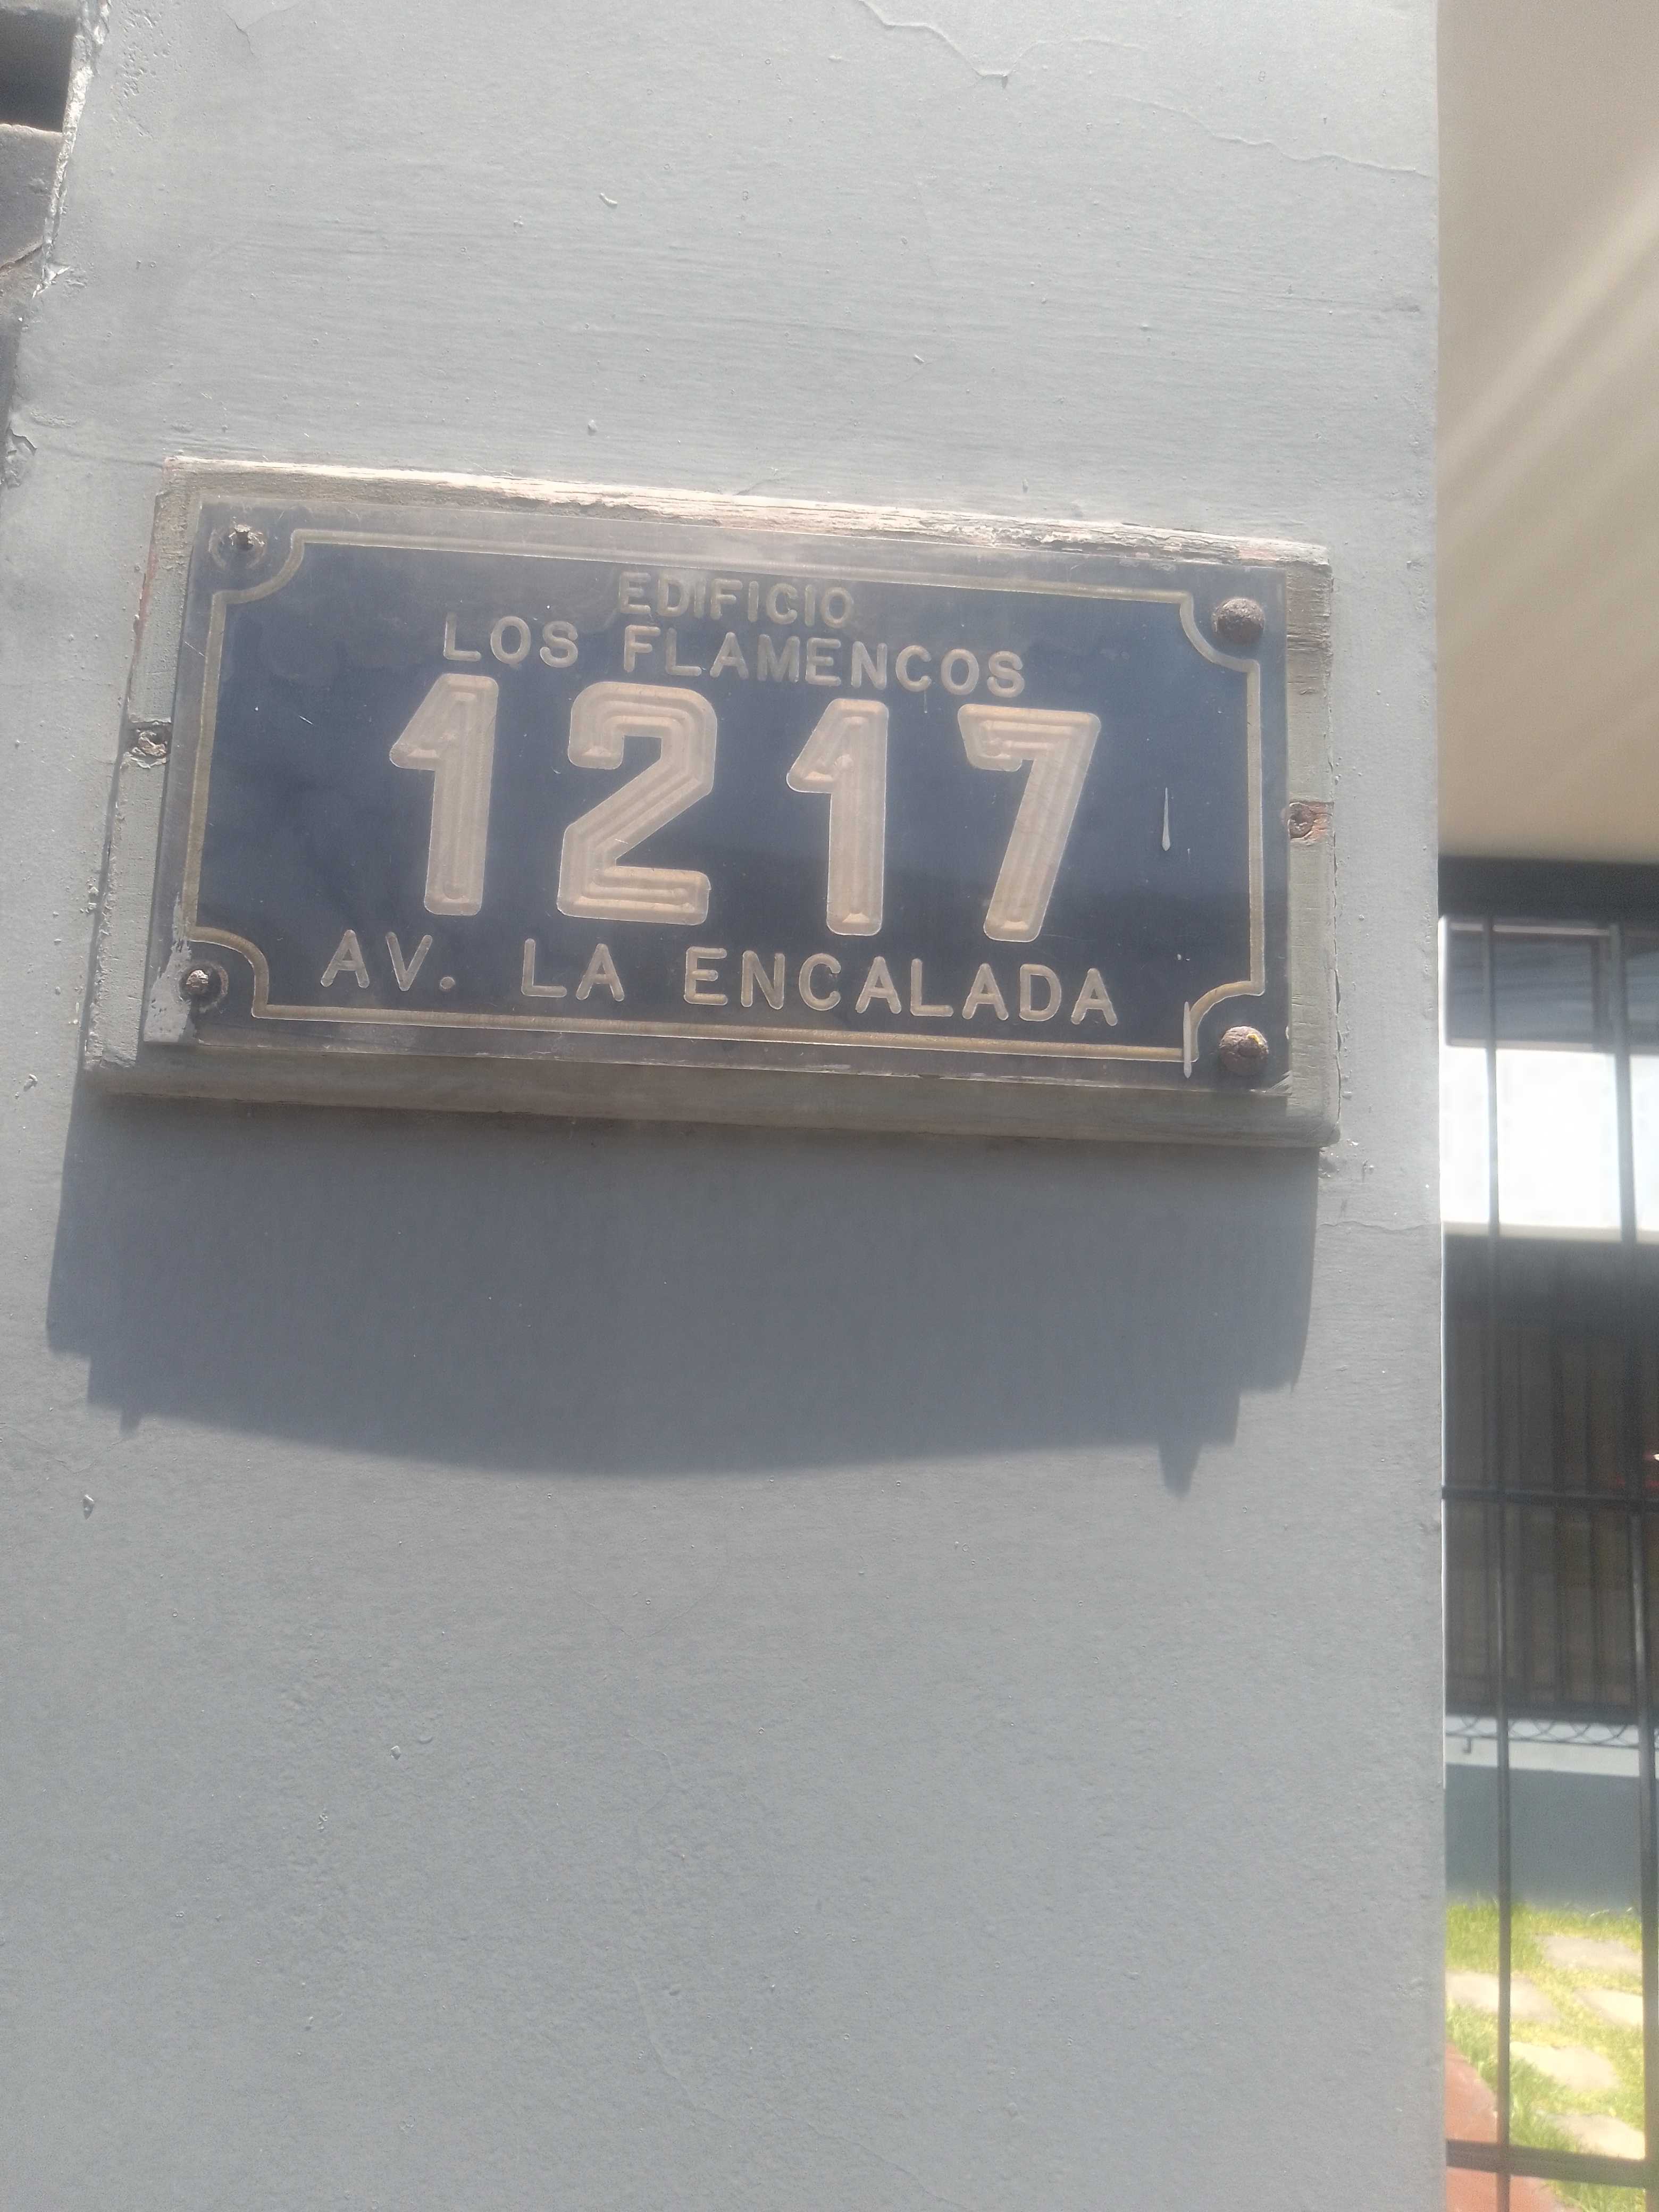 EDIFICIO
LOS FLAMENCOS
1217
AV. LA ENCALADA